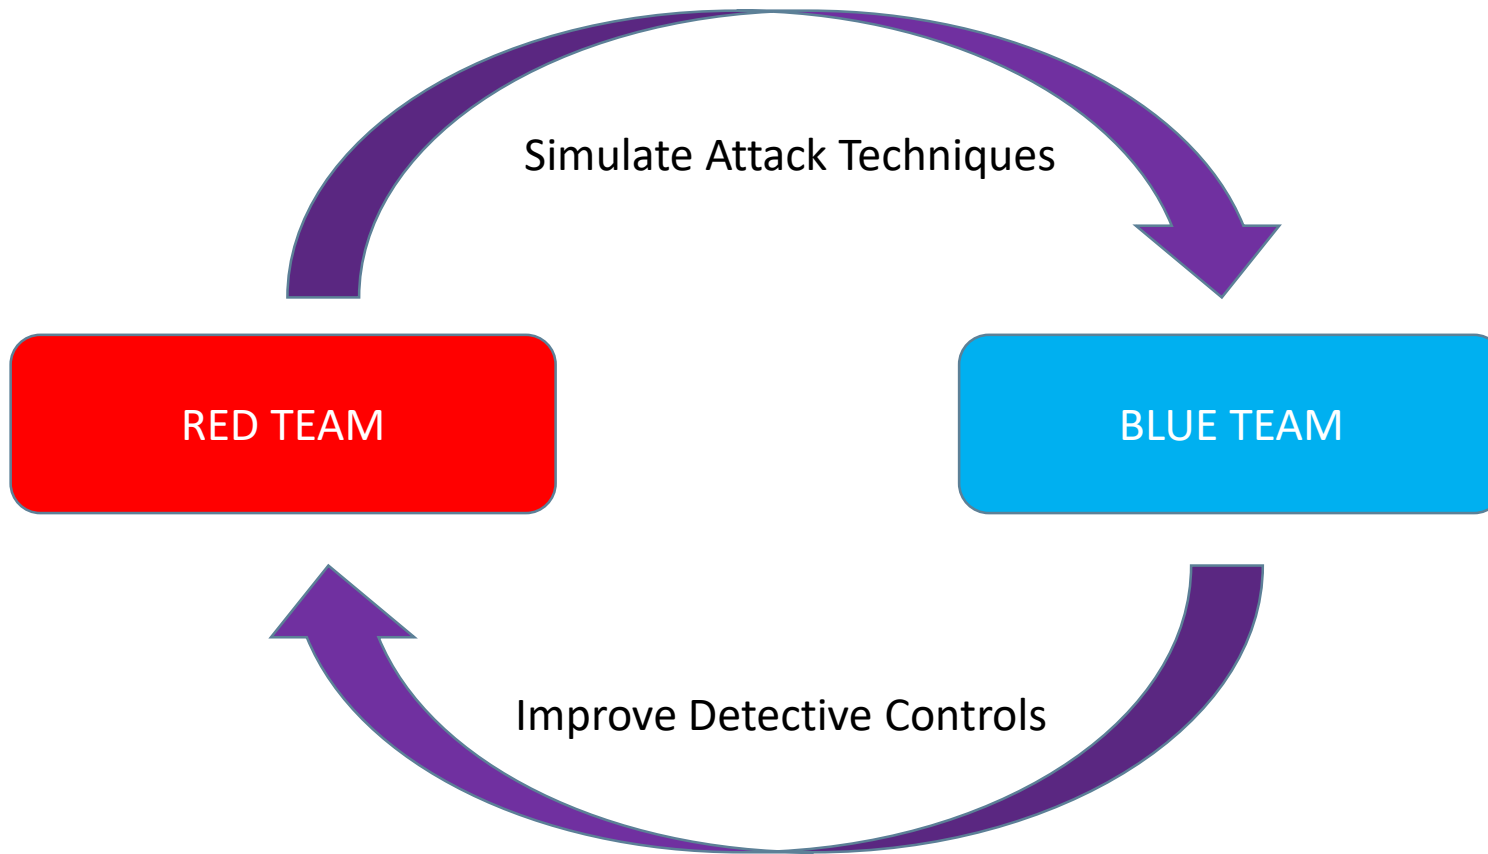 Simulate Attack Techniques
RED TEAM
BLUE TEAM
Improve Detective Controls